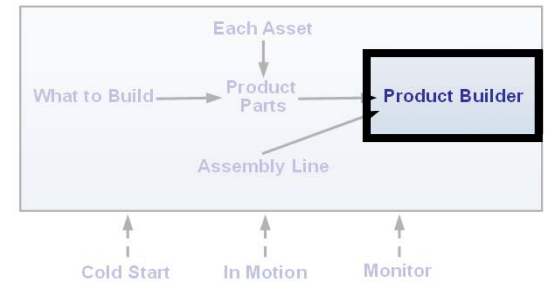 Each Asset
What to Build
Product
Parts
Product Builder
Assembly Line
Cold Start
In Motion
Monitor